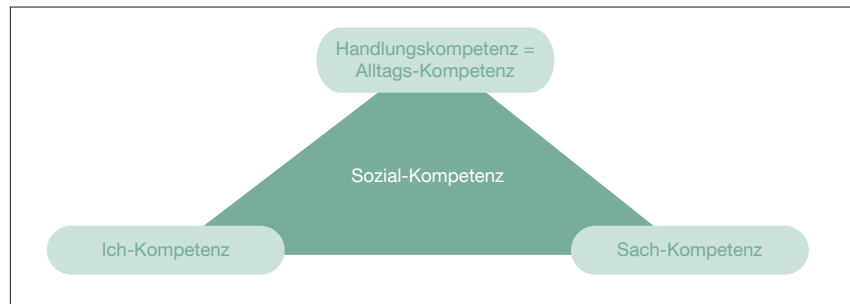 Handlungskompetenz =
Alltags-Kompetenz
Sozial-Kompetenz
Ich-Kompetenz
Sach-Kompetenz